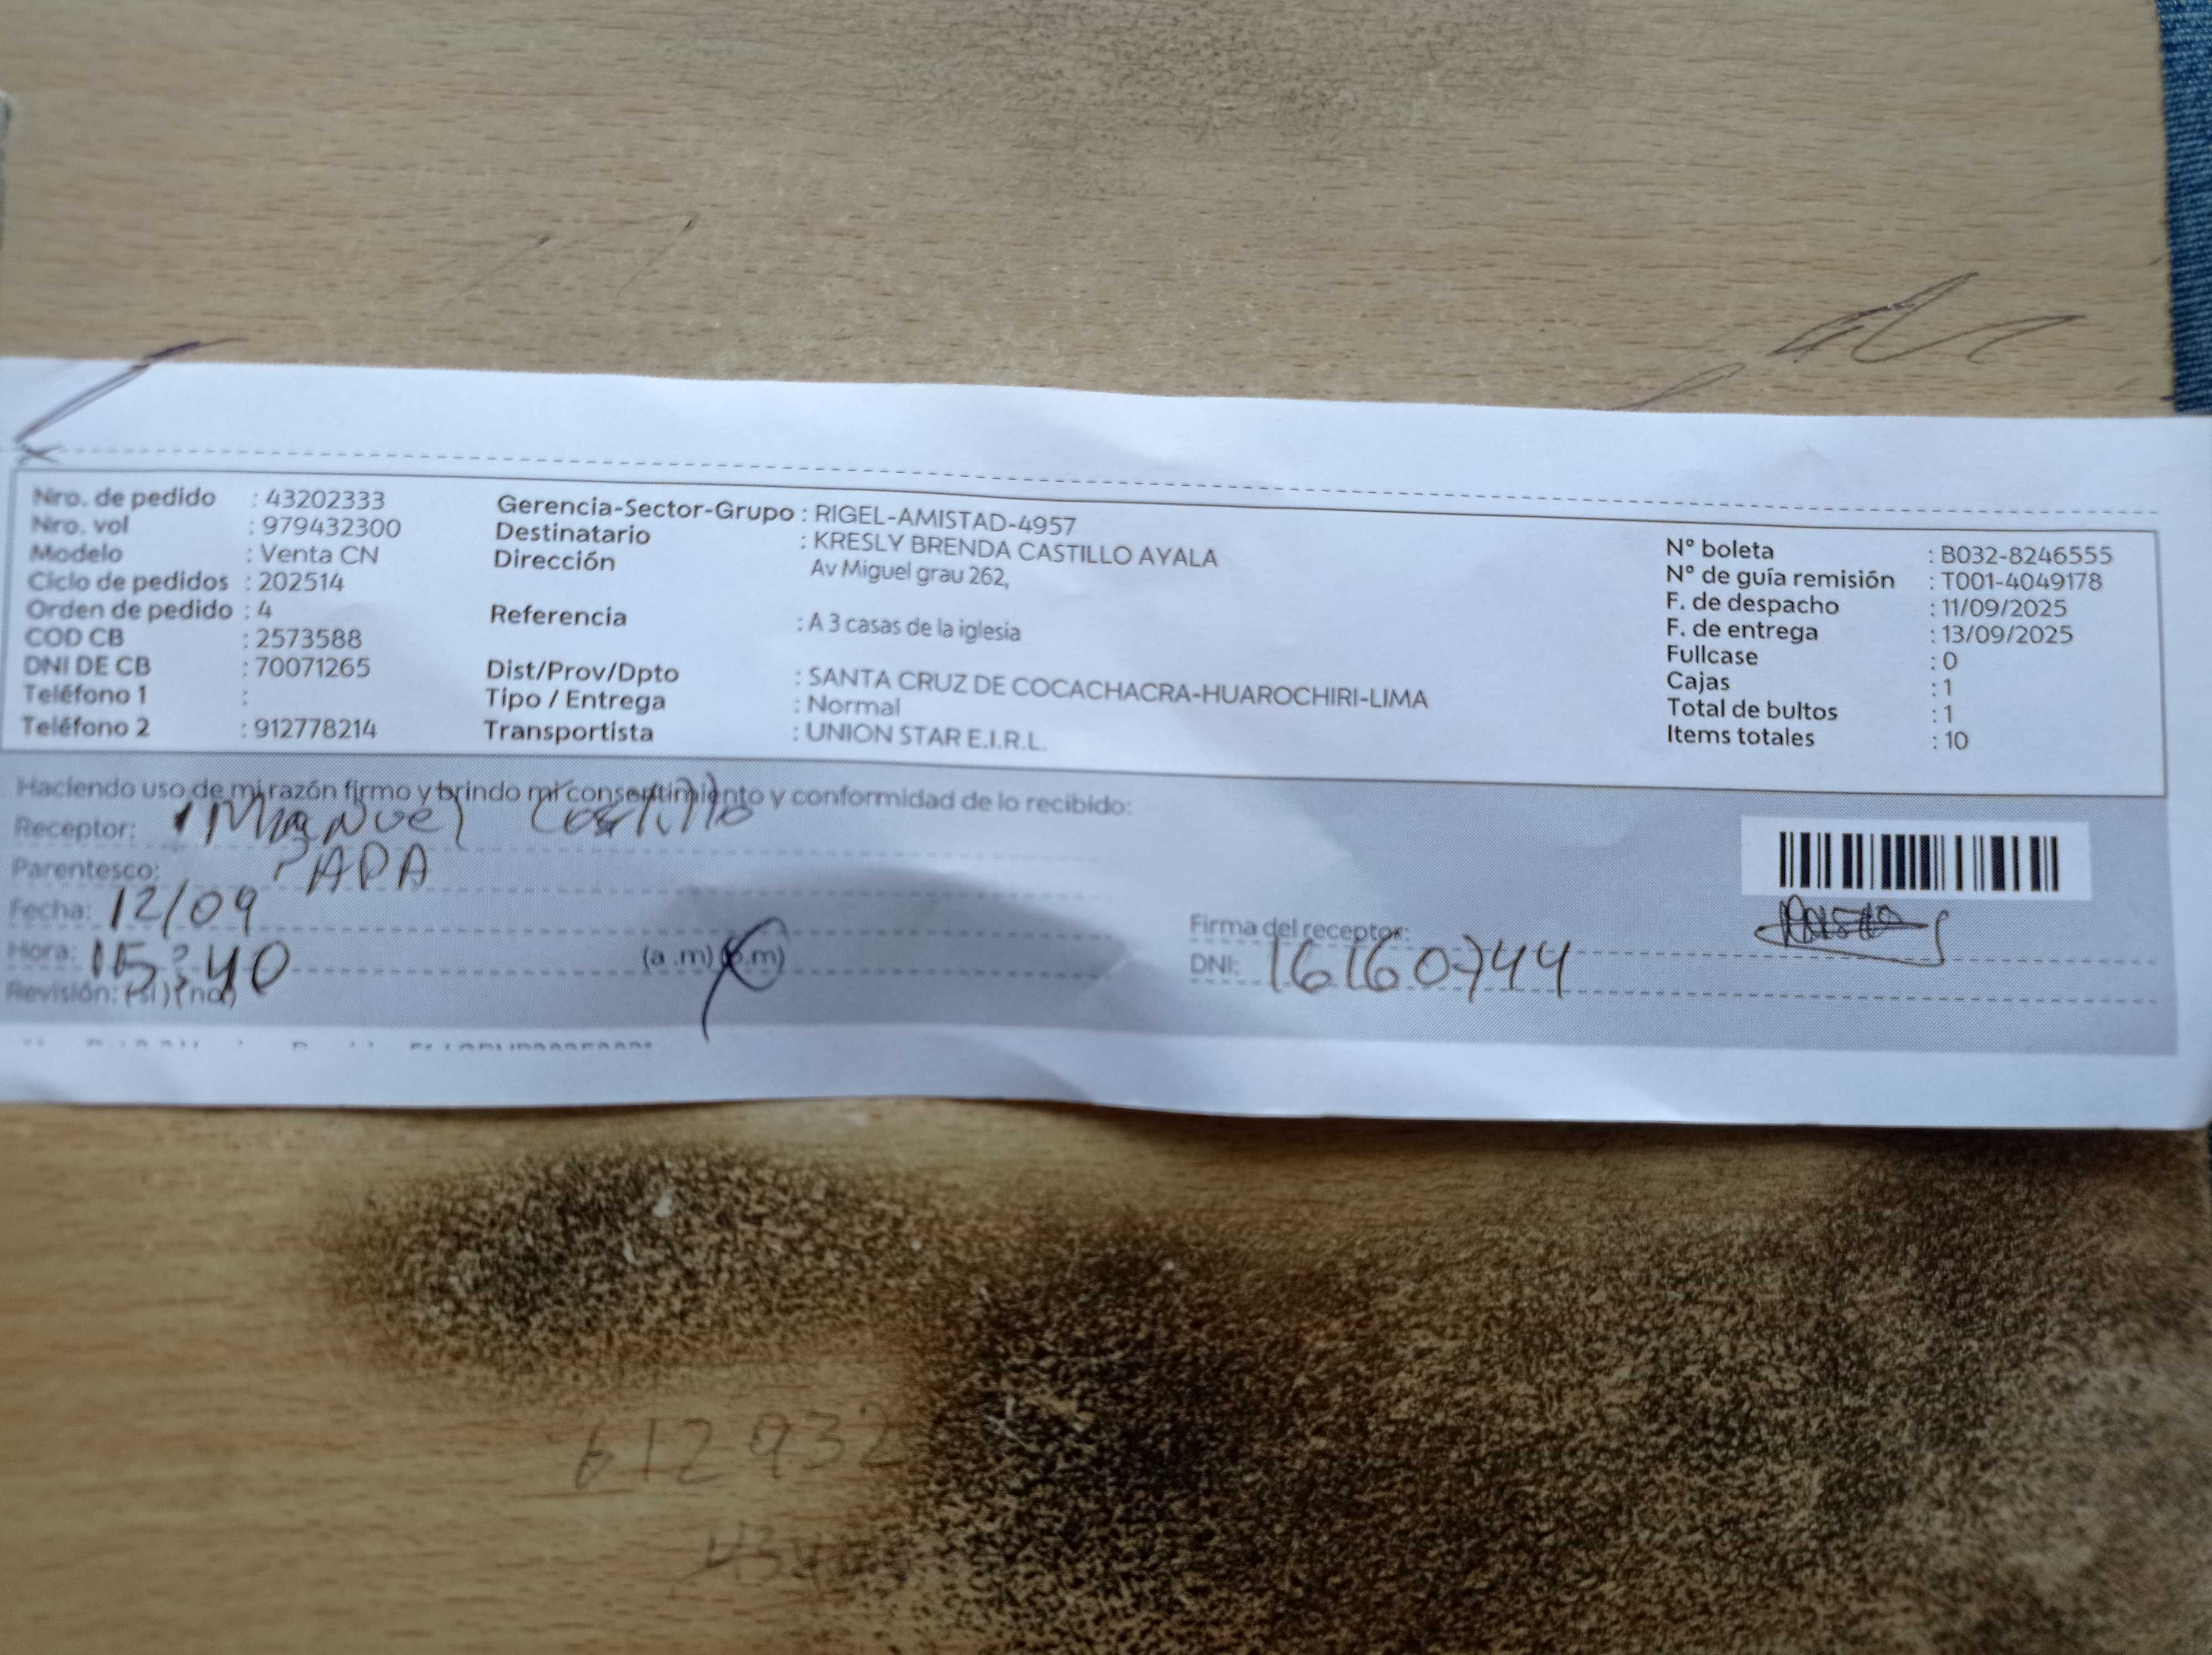 Nro. de pedido : 43202333
Nro. vol : 979432300
Modelo : Venta CN
Ciclo de pedidos : 202514
Orden de pedido : 4
COD CB : 2573588
DNI DE CB : 70071265
Teléfono 1 :
Teléfono 2 : 912778214
Gerencia-Sector-Grupo : RIGEL-AMISTAD-4957
Destinatario : KRESLY BRENDA CASTILLO AYALA
Dirección Av Miguel grau 262,
Referencia : A 3 casas de la iglesia
Dist/Prov/Dpto : SANTA CRUZ DE COCACHACRA-HUAROCHIRI-LIMA
Tipo / Entrega : Normal
Transportista : UNION STAR E.I.R.L.
N° boleta : B032-8246555
N° de guía remisión : T001-4049178
F. de despacho : 11/09/2025
F. de entrega : 13/09/2025
Fullcase : 0
Cajas : 1
Total de bultos : 1
Items totales : 10
Haciendo uso de mi razón firmo y brindo mi consentimiento y conformidad de lo recibido:
Receptor: Manuel Castillo
Parentesco: PAPA
Fecha: 12/09
Hora: 15:40 (a .m) (p.m)
Revisión: (si) (no)
Firma del receptor:
DNI: 16160744
612932